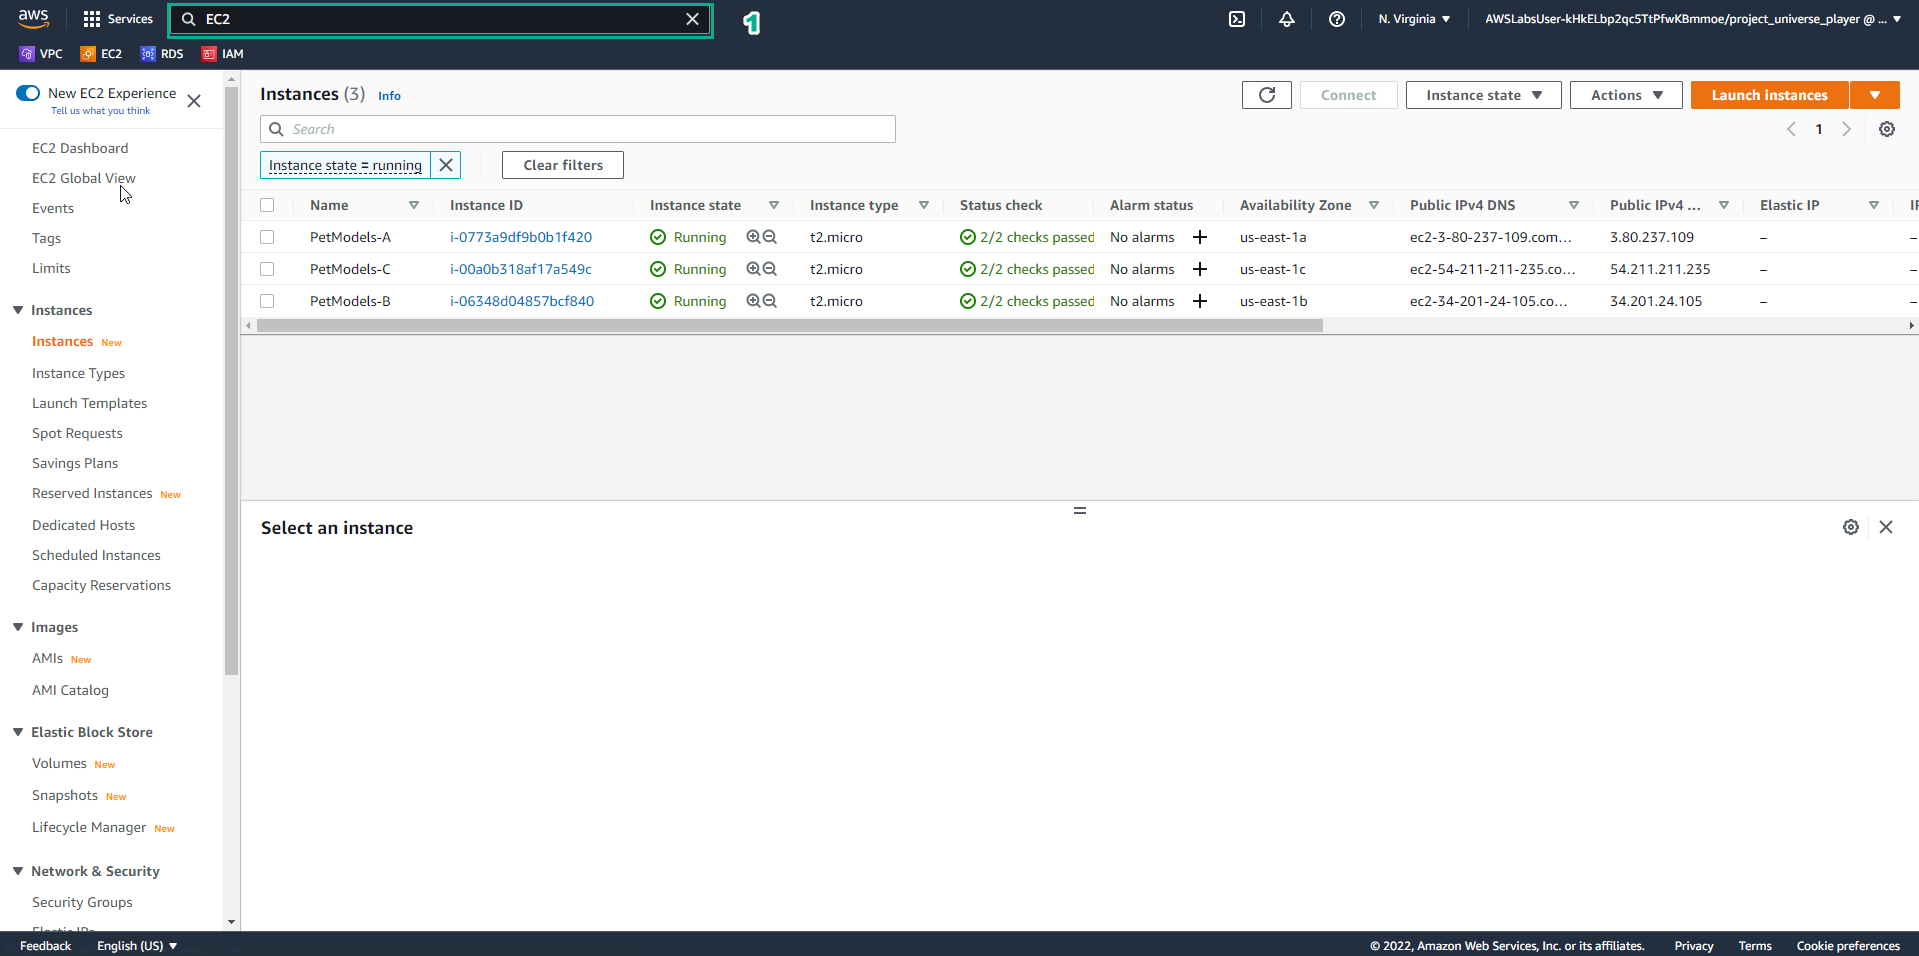 aws
Services
EC2
1
N. Virginia
AWSLabsUser-kHkELbp2qc5TtPfwKBmmoe/project_universe_player @ ...
VPC
EC2
RDS
IAM
New EC2 Experience
Tell us what you think
EC2 Dashboard
EC2 Global View
Events
Tags
Limits
Instances
Instances New
Instance Types
Launch Templates
Spot Requests
Savings Plans
Reserved Instances New
Dedicated Hosts
Scheduled Instances
Capacity Reservations
Images
AMIs New
AMI Catalog
Elastic Block Store
Volumes New
Snapshots New
Lifecycle Manager New
Network & Security
Security Groups
Elastic IPs
Instances (3) Info
Connect
Instance state
Actions
Launch instances
Search
1
Instance state = running
Clear filters
Name Instance ID Instance state Instance type Status check Alarm status Availability Zone Public IPv4 DNS Public IPv4 ... Elastic IP
PetModels-A i-0773a9df9b0b1f420 Running t2.micro 2/2 checks passed No alarms + us-east-1a ec2-3-80-237-109.com... 3.80.237.109 – –
PetModels-C i-00a0b318af17a549c Running t2.micro 2/2 checks passed No alarms + us-east-1c ec2-54-211-211-235.co... 54.211.211.235 – –
PetModels-B i-06348d04857bcf840 Running t2.micro 2/2 checks passed No alarms + us-east-1b ec2-34-201-24-105.co... 34.201.24.105 – –
Select an instance
Feedback
English (US)
© 2022, Amazon Web Services, Inc. or its affiliates.
Privacy
Terms
Cookie preferences